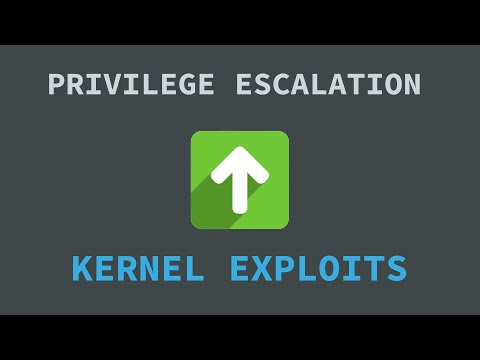 PRIVILEGE ESCALATION
KERNEL EXPLOITS